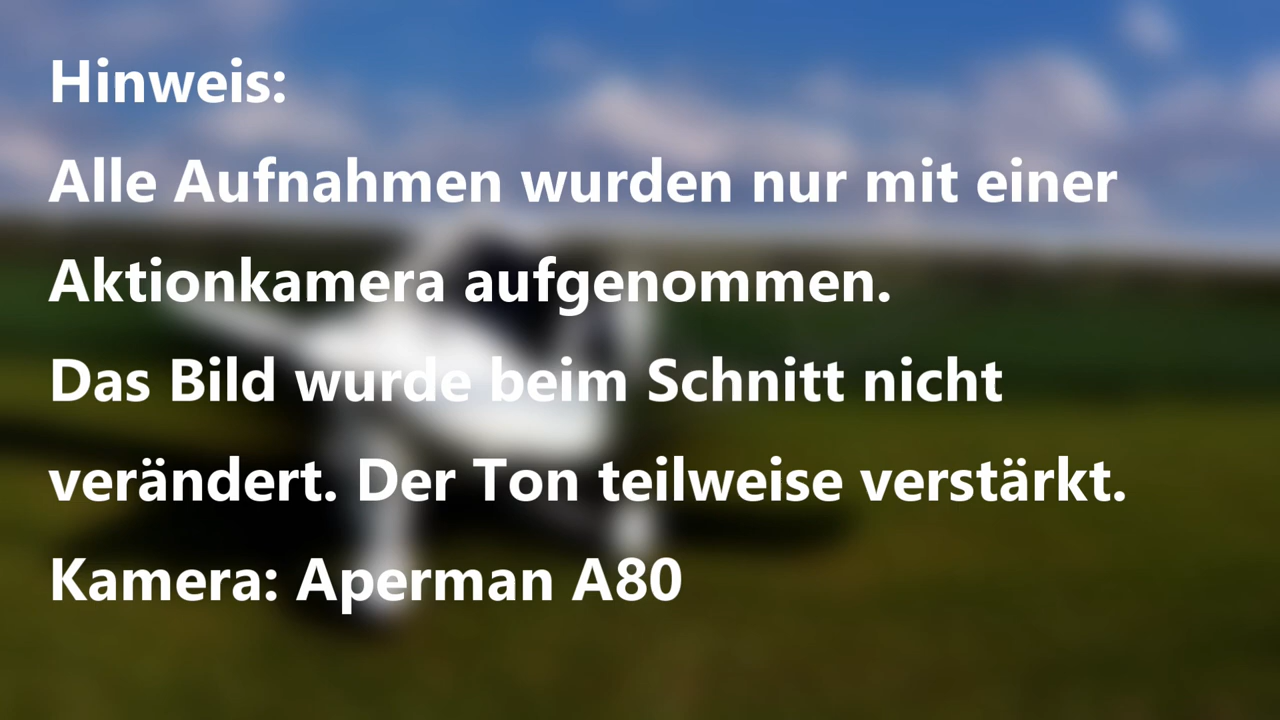 Hinweis:
Alle Aufnahmen wurden nur mit einer
Aktionkamera aufgenommen.
Das Bild wurde beim Schnitt nicht
verändert. Der Ton teilweise verstärkt.
Kamera: Aperman A80